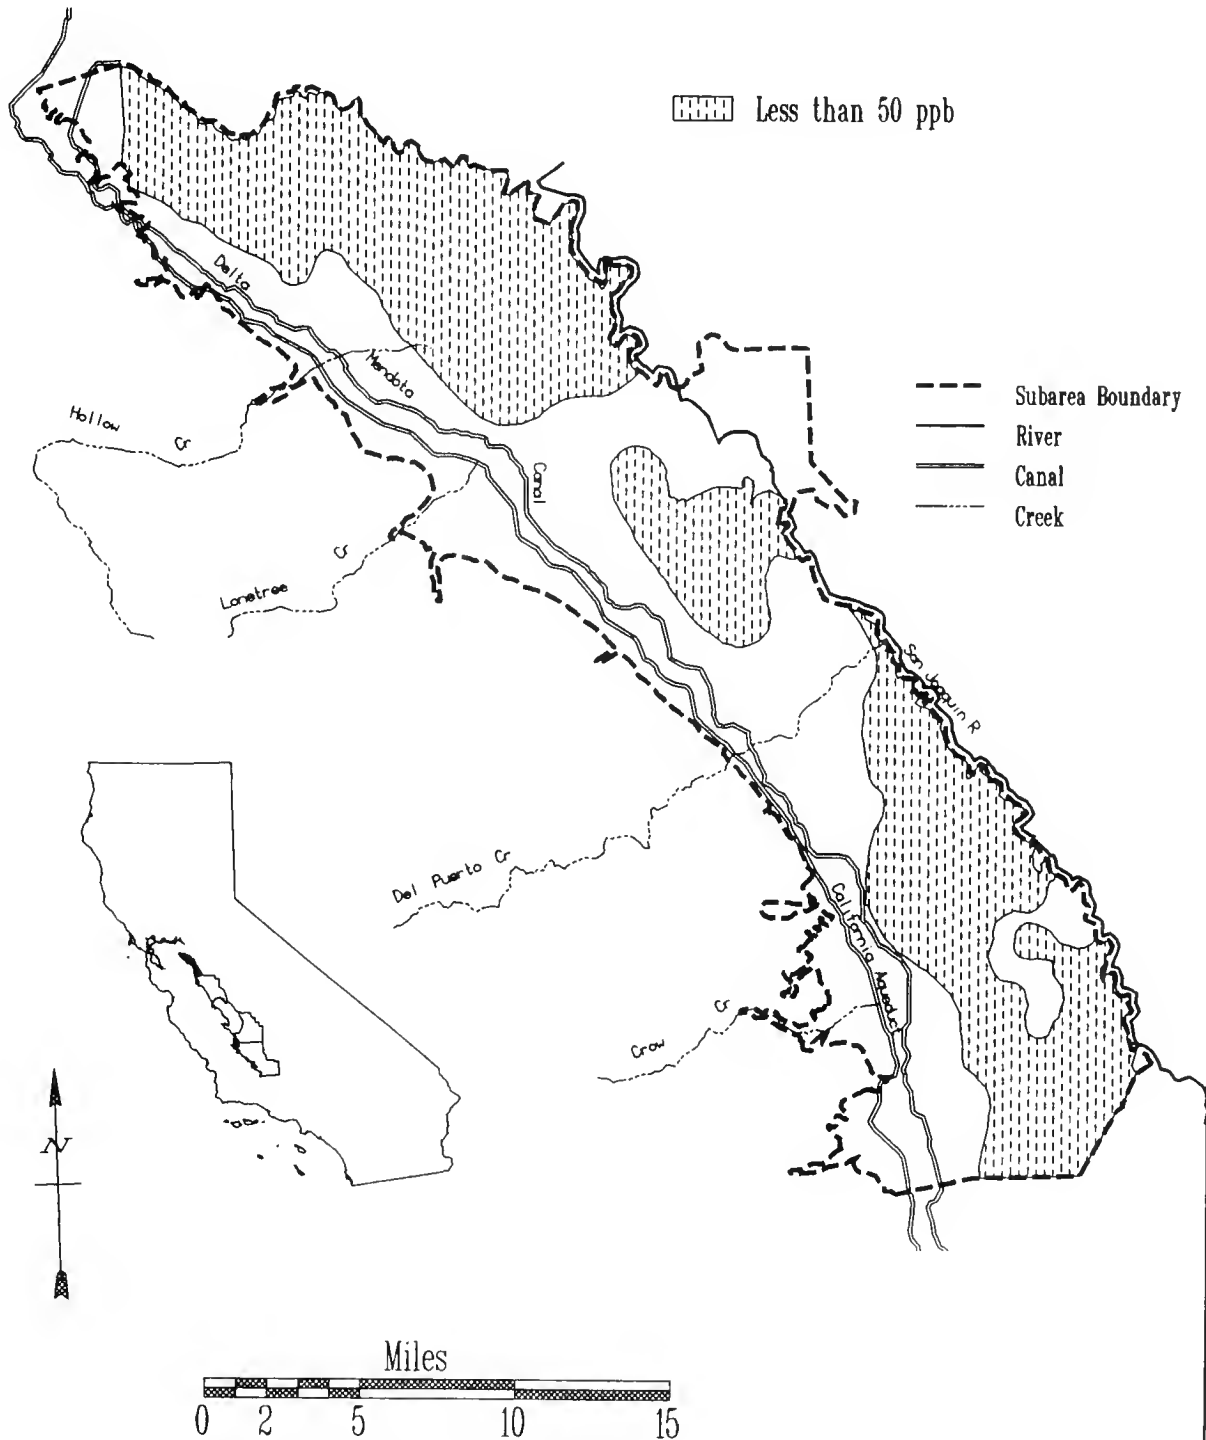 Less than 50 ppb
Delta
Mendota
Canal
Subarea Boundary
River
Canal
Creek
Hollow Cr
Lonetree Cr
San Joaquin R
Del Puerto Cr
California Aqueduct
Crow Cr
N
Miles
0 2 5 10 15